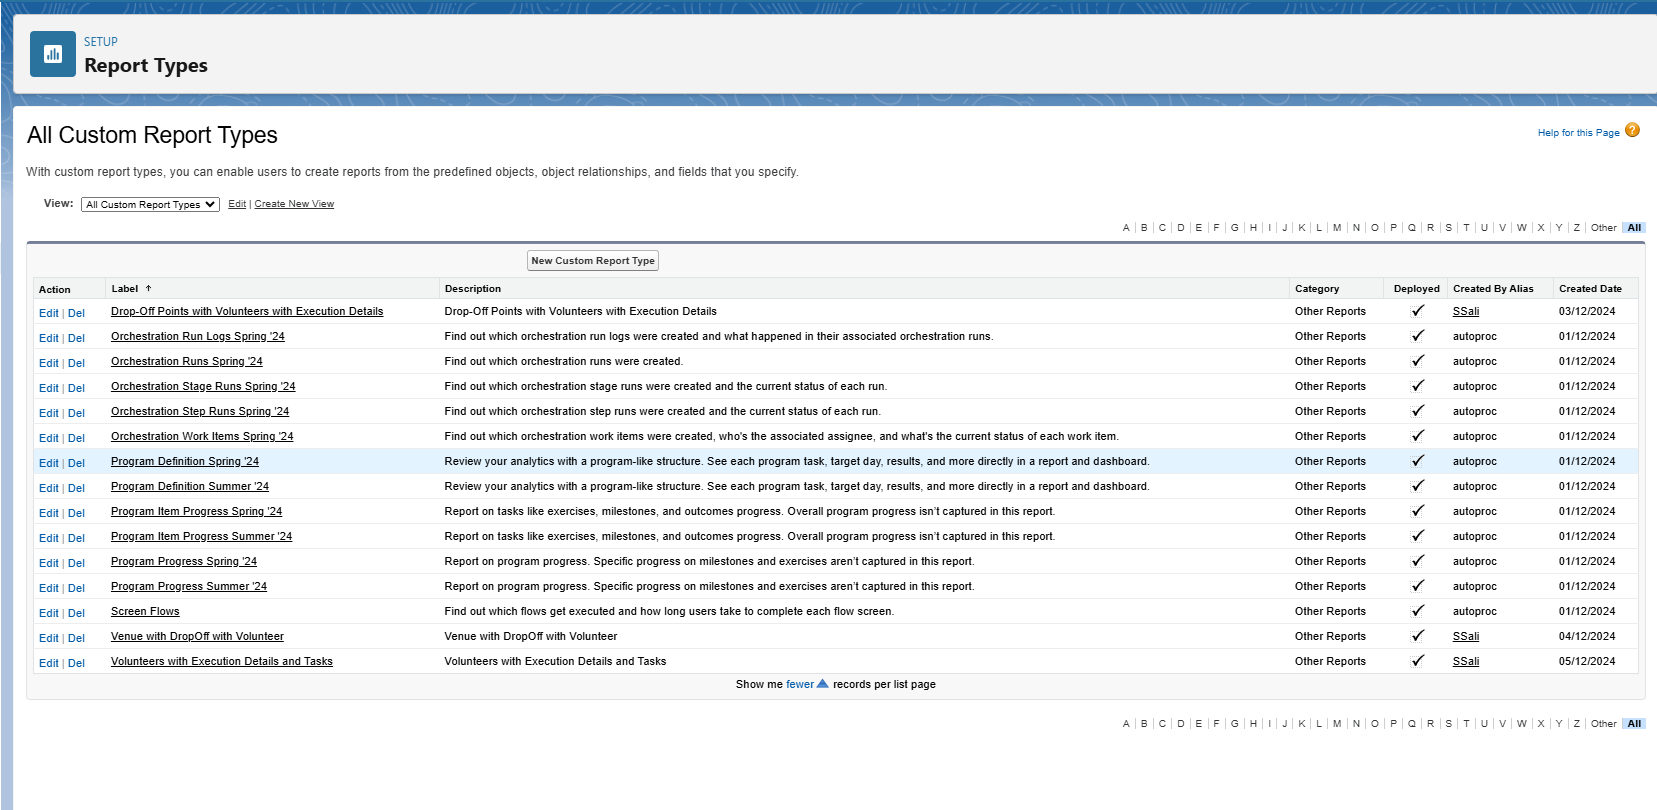 SETUP
Report Types
All Custom Report Types
Help for this Page ?
With custom report types, you can enable users to create reports from the predefined objects, object relationships, and fields that you specify.
View: All Custom Report Types Edit | Create New View
A | B | C | D | E | F | G | H | I | J | K | L | M | N | O | P | Q | R | S | T | U | V | W | X | Y | Z | Other | All
New Custom Report Type
Action Label ↑ Description Category Deployed Created By Alias Created Date
Edit | Del Drop-Off Points with Volunteers with Execution Details Drop-Off Points with Volunteers with Execution Details Other Reports ✓ SSali 03/12/2024
Edit | Del Orchestration Run Logs Spring '24 Find out which orchestration run logs were created and what happened in their associated orchestration runs. Other Reports ✓ autoproc 01/12/2024
Edit | Del Orchestration Runs Spring '24 Find out which orchestration runs were created. Other Reports ✓ autoproc 01/12/2024
Edit | Del Orchestration Stage Runs Spring '24 Find out which orchestration stage runs were created and the current status of each run. Other Reports ✓ autoproc 01/12/2024
Edit | Del Orchestration Step Runs Spring '24 Find out which orchestration step runs were created and the current status of each run. Other Reports ✓ autoproc 01/12/2024
Edit | Del Orchestration Work Items Spring '24 Find out which orchestration work items were created, who's the associated assignee, and what's the current status of each work item. Other Reports ✓ autoproc 01/12/2024
Edit | Del Program Definition Spring '24 Review your analytics with a program-like structure. See each program task, target day, results, and more directly in a report and dashboard. Other Reports ✓ autoproc 01/12/2024
Edit | Del Program Definition Summer '24 Review your analytics with a program-like structure. See each program task, target day, results, and more directly in a report and dashboard. Other Reports ✓ autoproc 01/12/2024
Edit | Del Program Item Progress Spring '24 Report on tasks like exercises, milestones, and outcomes progress. Overall program progress isn't captured in this report. Other Reports ✓ autoproc 01/12/2024
Edit | Del Program Item Progress Summer '24 Report on tasks like exercises, milestones, and outcomes progress. Overall program progress isn't captured in this report. Other Reports ✓ autoproc 01/12/2024
Edit | Del Program Progress Spring '24 Report on program progress. Specific progress on milestones and exercises aren't captured in this report. Other Reports ✓ autoproc 01/12/2024
Edit | Del Program Progress Summer '24 Report on program progress. Specific progress on milestones and exercises aren't captured in this report. Other Reports ✓ autoproc 01/12/2024
Edit | Del Screen Flows Find out which flows get executed and how long users take to complete each flow screen. Other Reports ✓ autoproc 01/12/2024
Edit | Del Venue with DropOff with Volunteer Venue with DropOff with Volunteer Other Reports ✓ SSali 04/12/2024
Edit | Del Volunteers with Execution Details and Tasks Volunteers with Execution Details and Tasks Other Reports ✓ SSali 05/12/2024
Show me fewer ▲ records per list page
A | B | C | D | E | F | G | H | I | J | K | L | M | N | O | P | Q | R | S | T | U | V | W | X | Y | Z | Other | All